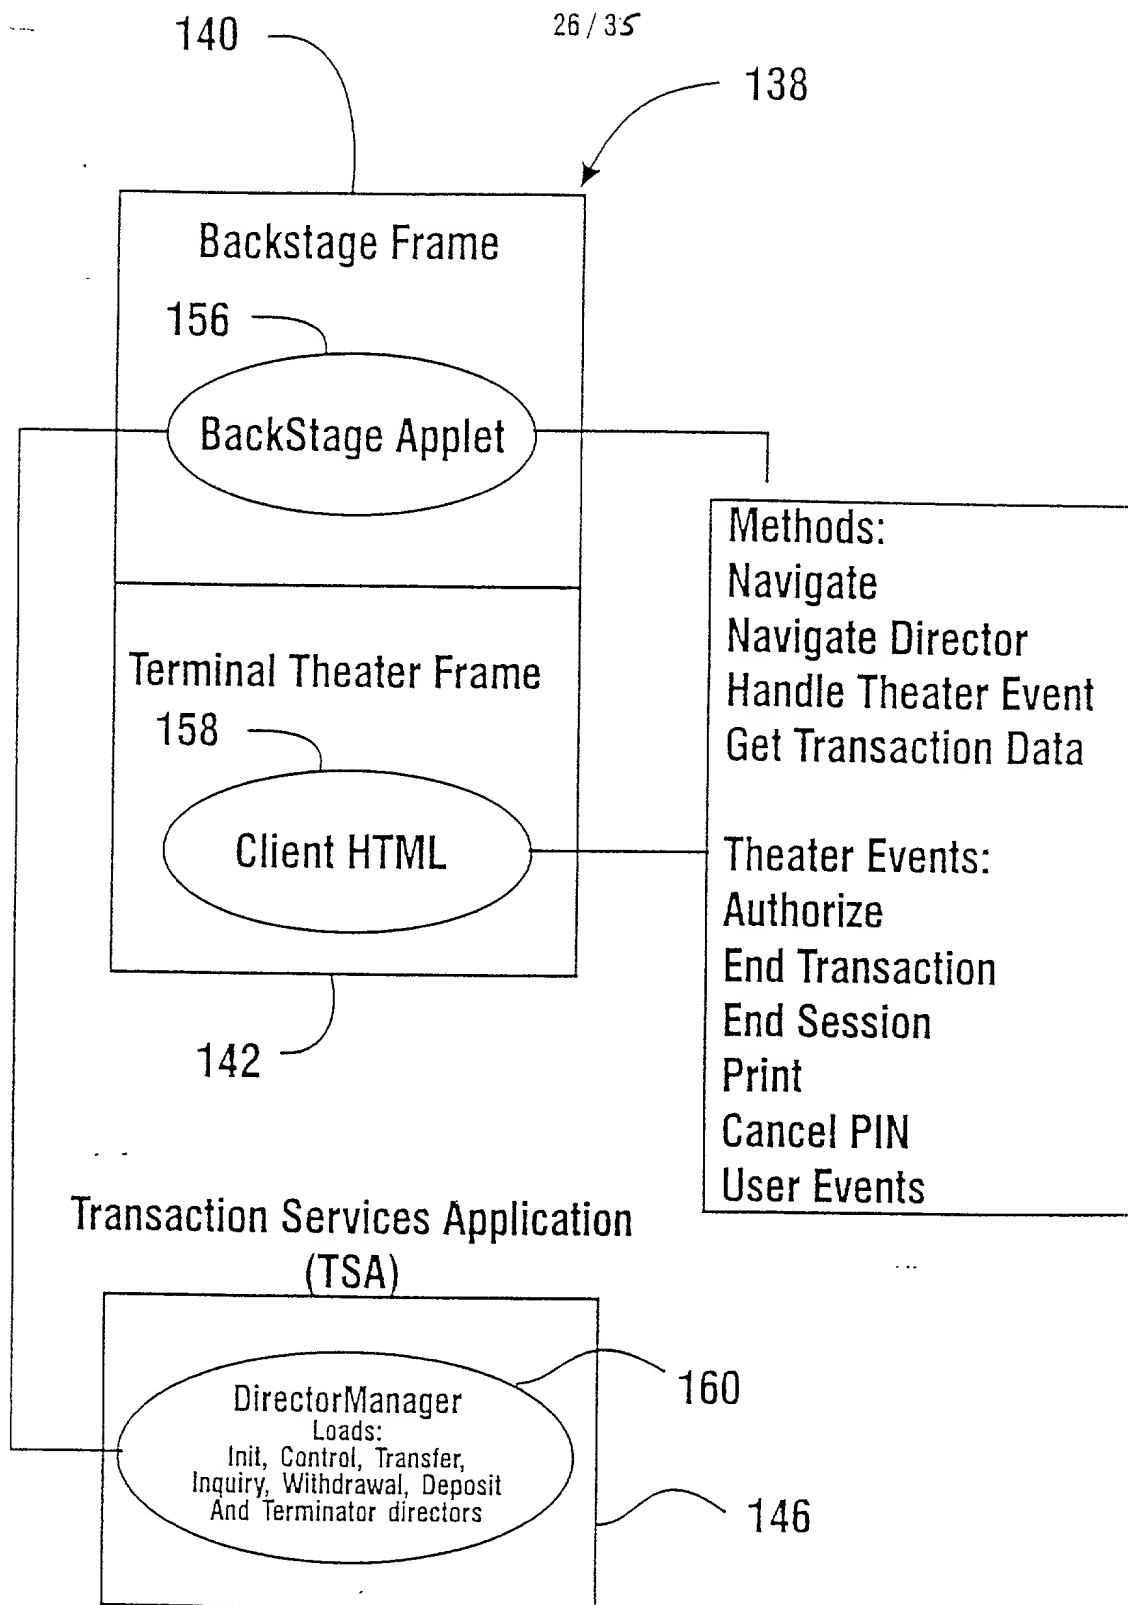 26/35
140
138
Backstage Frame
156
BackStage Applet
Methods:
Navigate
Navigate Director
Handle Theater Event
Get Transaction Data
Theater Events:
Authorize
End Transaction
End Session
Print
Cancel PIN
User Events
Terminal Theater Frame
158
Client HTML
142
Transaction Services Application
(TSA)
160
DirectorManager
Loads:
Init, Control, Transfer,
Inquiry, Withdrawal, Deposit
And Terminator directors
146